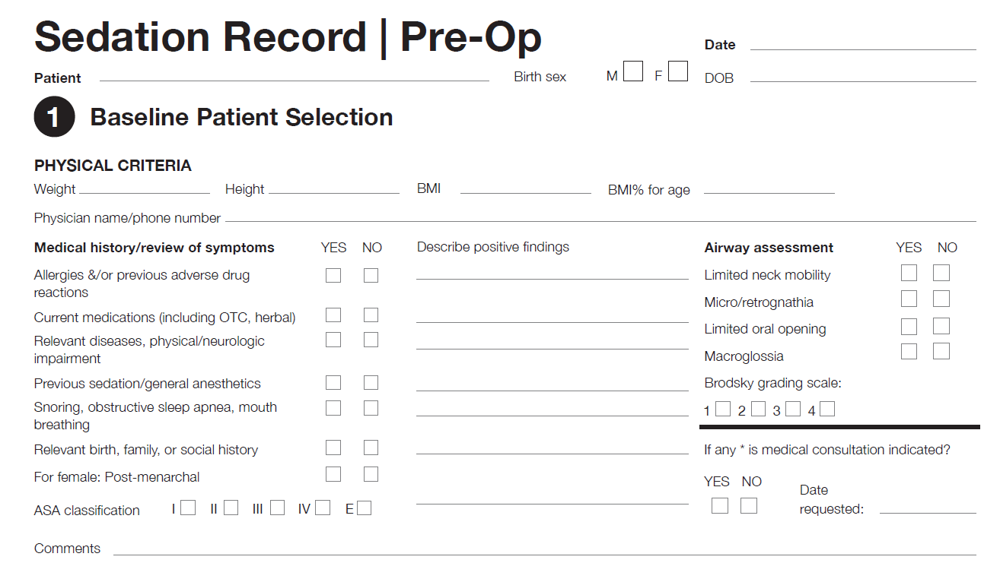 Sedation Record | Pre-Op
Date
Patient
Birth sex M F
DOB
1 Baseline Patient Selection
PHYSICAL CRITERIA
Weight Height BMI BMI% for age
Physician name/phone number
Medical history/review of symptoms YES NO Describe positive findings
Allergies &/or previous adverse drug
reactions
Current medications (including OTC, herbal)
Relevant diseases, physical/neurologic
impairment
Previous sedation/general anesthetics
Snoring, obstructive sleep apnea, mouth
breathing
Relevant birth, family, or social history
For female: Post-menarchal
ASA classification I II III IV E
Airway assessment YES NO
Limited neck mobility
Micro/retrognathia
Limited oral opening
Macroglossia
Brodsky grading scale:
1 2 3 4
If any * is medical consultation indicated?
YES NO
Date
requested:
Comments